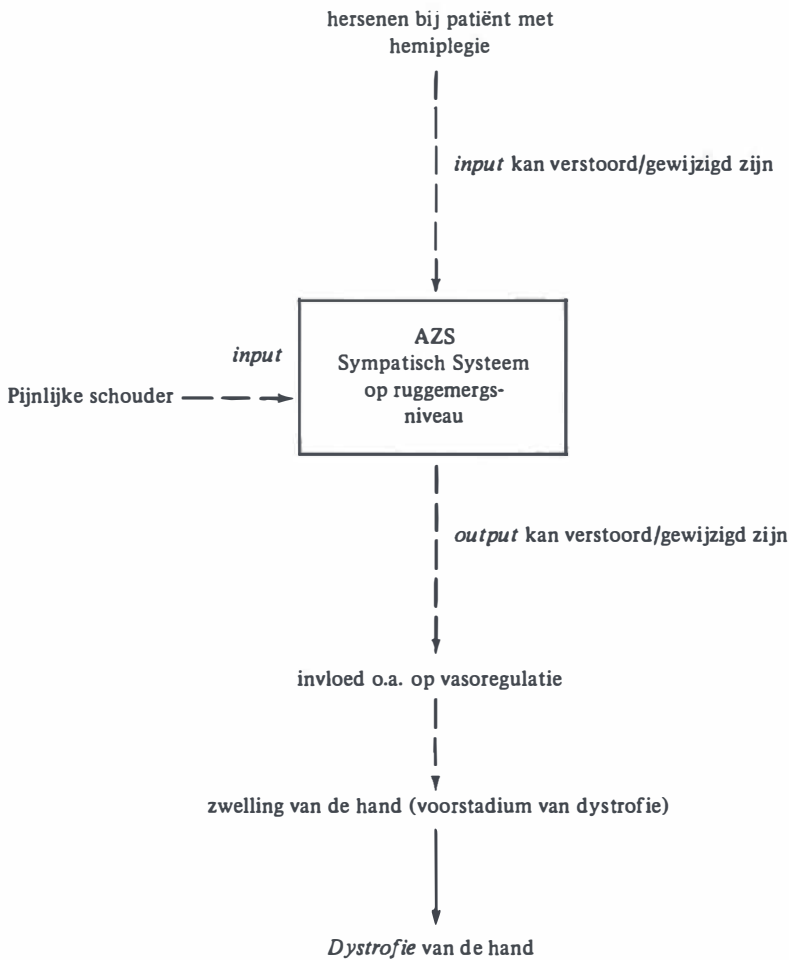 hersenen bij patiënt met
hemiplegie
input kan verstoord/gewijzigd zijn
AZS
Sympatisch Systeem
op ruggemergs-
niveau
input
Pijnlijke schouder
output kan verstoord/gewijzigd zijn
invloed o.a. op vasoregulatie
zwelling van de hand (voorstadium van dystrofie)
Dystrofie van de hand